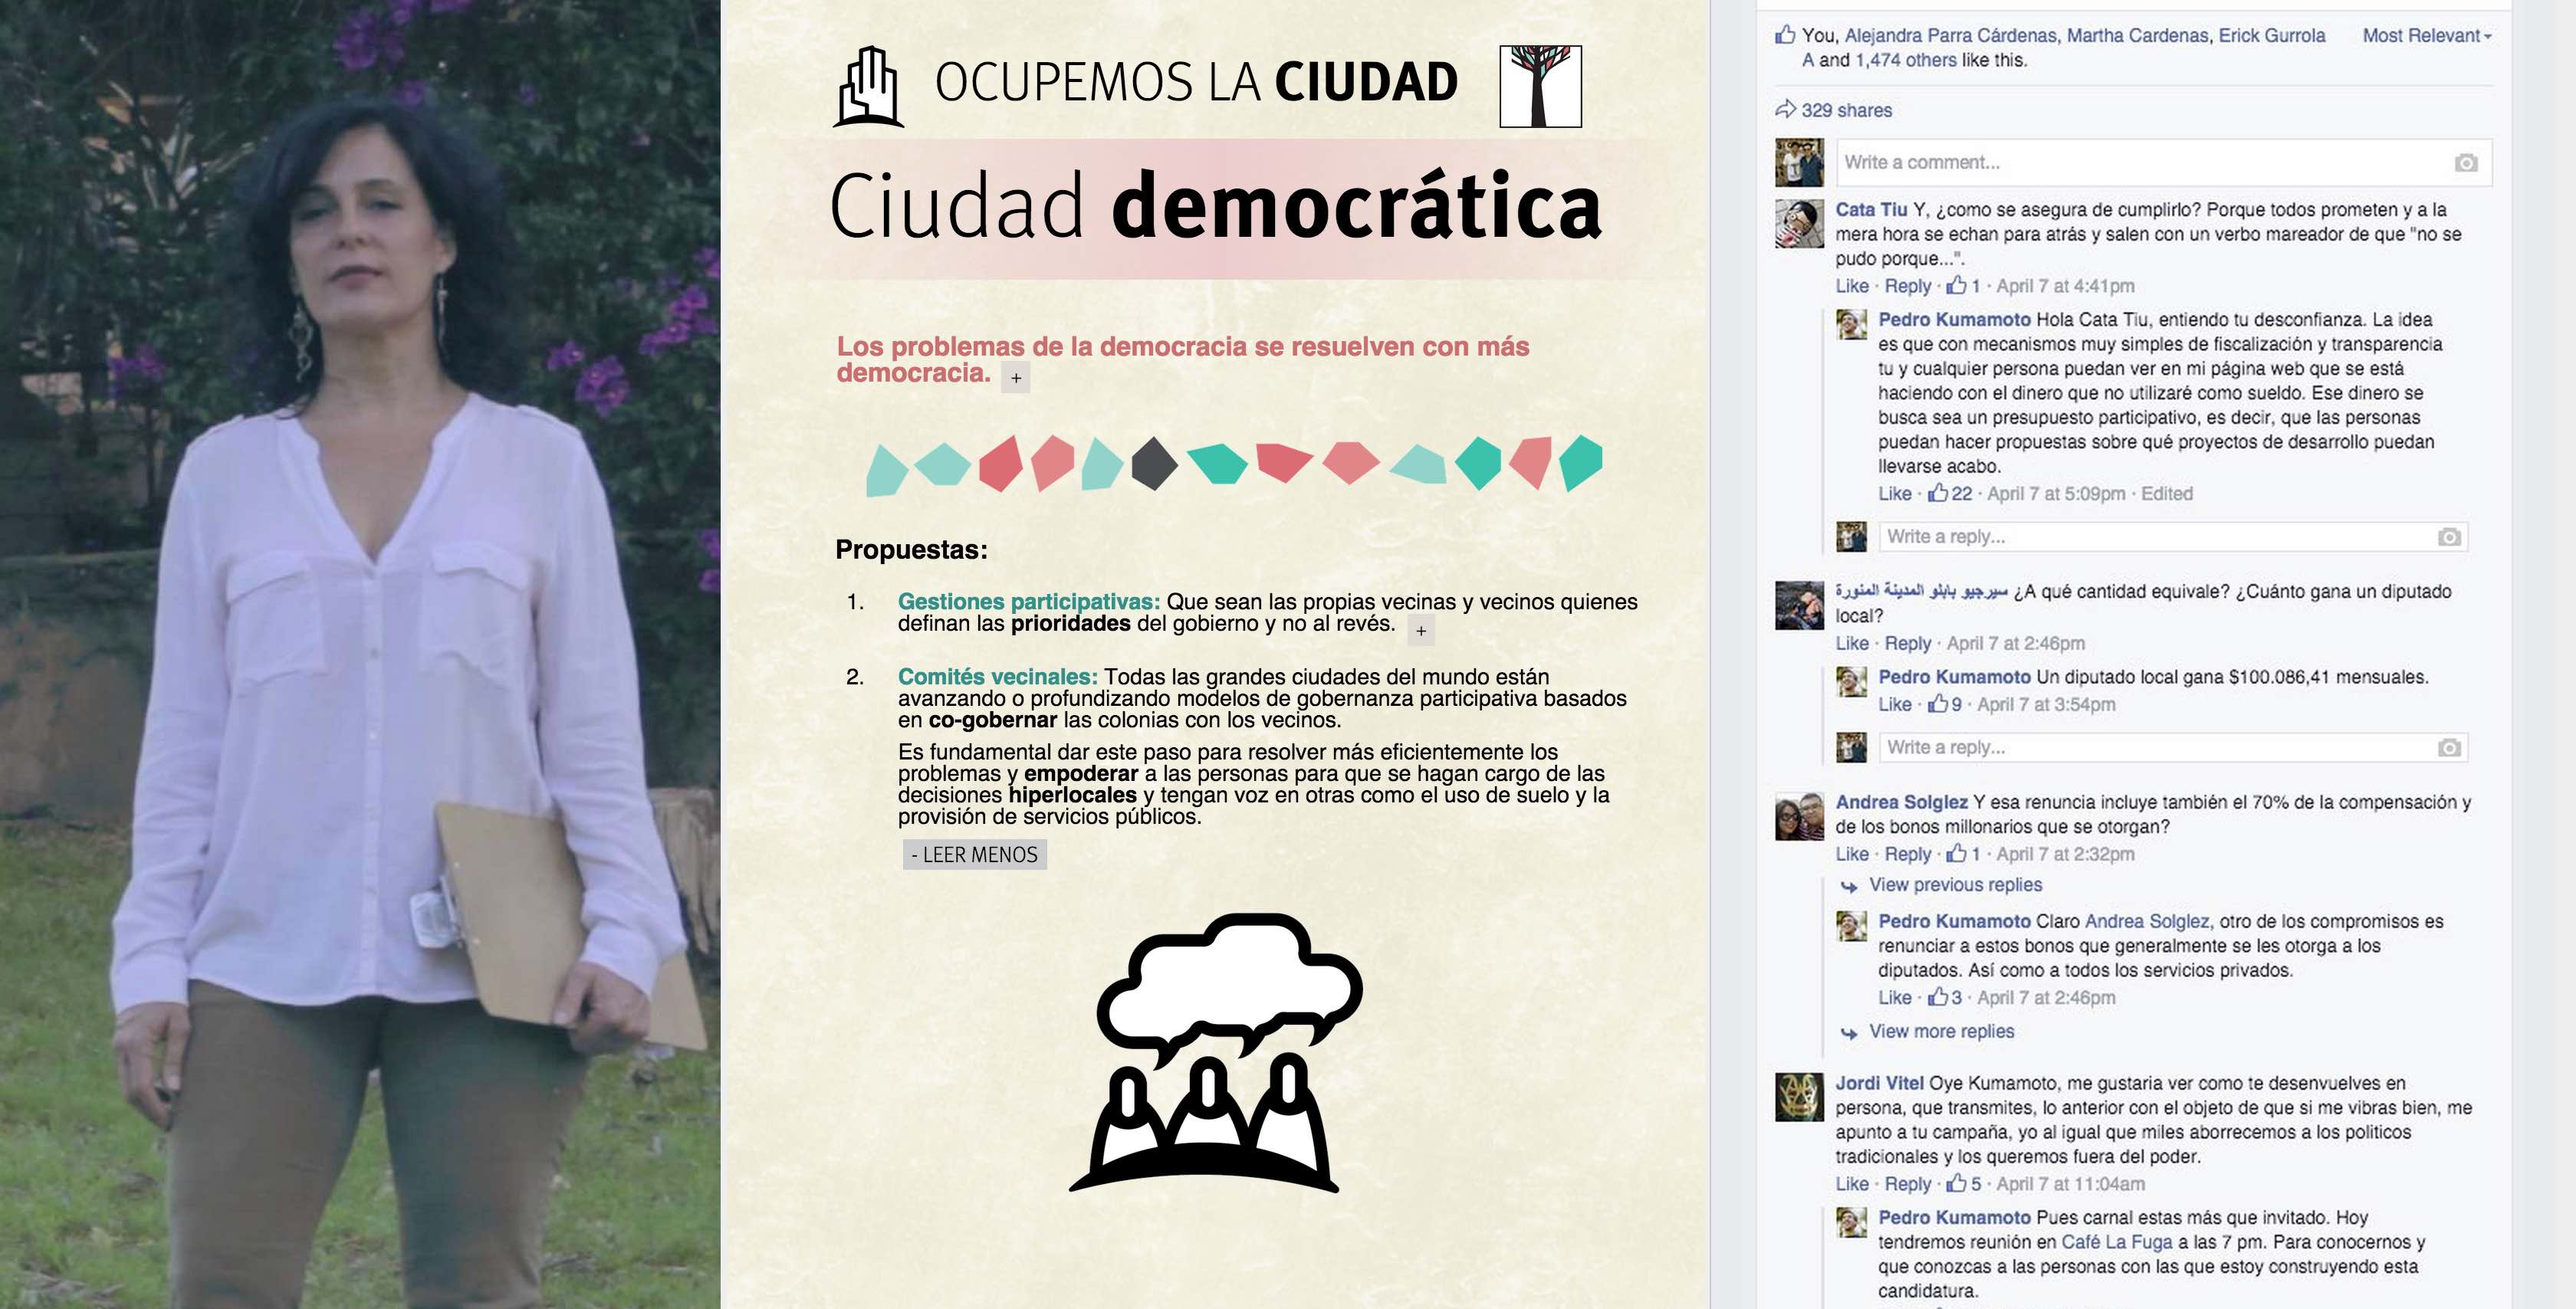 OCUPEMOS LA CIUDAD
Ciudad democrática
Los problemas de la democracia se resuelven con más
democracia. +
Propuestas:
1. Gestiones participativas: Que sean las propias vecinas y vecinos quienes
definan las prioridades del gobierno y no al revés. +
2. Comités vecinales: Todas las grandes ciudades del mundo están
avanzando o profundizando modelos de gobernanza participativa basados
en co-gobernar las colonias con los vecinos.
Es fundamental dar este paso para resolver más eficientemente los
problemas y empoderar a las personas para que se hagan cargo de las
decisiones hiperlocales y tengan voz en otras como el uso de suelo y la
provisión de servicios públicos.
- LEER MENOS
You, Alejandra Parra Cárdenas, Martha Cardenas, Erick Gurrola
A and 1,474 others like this.
Most Relevant
329 shares
Write a comment...
Cata Tiu Y, ¿como se asegura de cumplirlo? Porque todos prometen y a la
mera hora se echan para atrás y salen con un verbo mareador de que "no se
pudo porque...".
Like · Reply · 1 · April 7 at 4:41pm
Pedro Kumamoto Hola Cata Tiu, entiendo tu desconfianza. La idea
es que con mecanismos muy simples de fiscalización y transparencia
tu y cualquier persona puedan ver en mi página web que se está
haciendo con el dinero que no utilizaré como sueldo. Ese dinero se
busca sea un presupuesto participativo, es decir, que las personas
puedan hacer propuestas sobre qué proyectos de desarrollo puedan
llevarse acabo.
Like · 22 · April 7 at 5:09pm · Edited
Write a reply...
سيرجيو بابلو المدينة المنورة ¿A qué cantidad equivale? ¿Cuánto gana un diputado
local?
Like · Reply · April 7 at 2:46pm
Pedro Kumamoto Un diputado local gana $100.086,41 mensuales.
Like · 9 · April 7 at 3:54pm
Write a reply...
Andrea Solglez Y esa renuncia incluye también el 70% de la compensación y
de los bonos millonarios que se otorgan?
Like · Reply · 1 · April 7 at 2:32pm
View previous replies
Pedro Kumamoto Claro Andrea Solglez, otro de los compromisos es
renunciar a estos bonos que generalmente se les otorga a los
diputados. Así como a todos los servicios privados.
Like · 3 · April 7 at 2:46pm
View more replies
Jordi Vitel Oye Kumamoto, me gustaria ver como te desenvuelves en
persona, que transmites, lo anterior con el objeto de que si me vibras bien, me
apunto a tu campaña, yo al igual que miles aborrecemos a los politicos
tradicionales y los queremos fuera del poder.
Like · Reply · 5 · April 7 at 11:04am
Pedro Kumamoto Pues carnal estas más que invitado. Hoy
tendremos reunión en Café La Fuga a las 7 pm. Para conocernos y
que conozcas a las personas con las que estoy construyendo esta
candidatura.